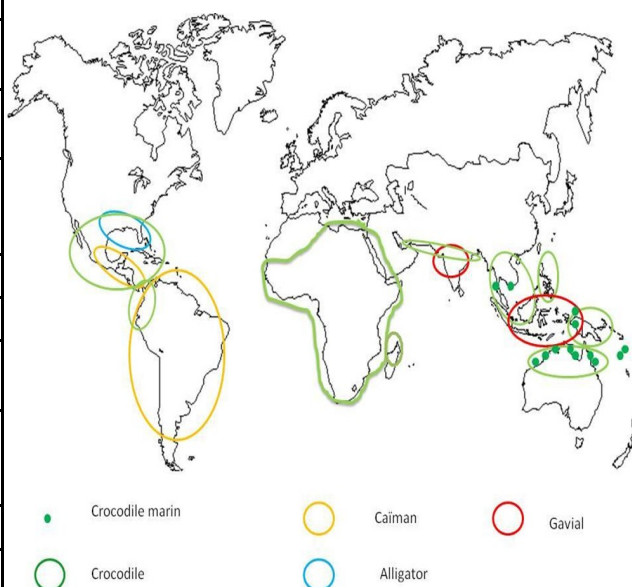 Crocodile marin
Caïman
Gavial
Crocodile
Alligator